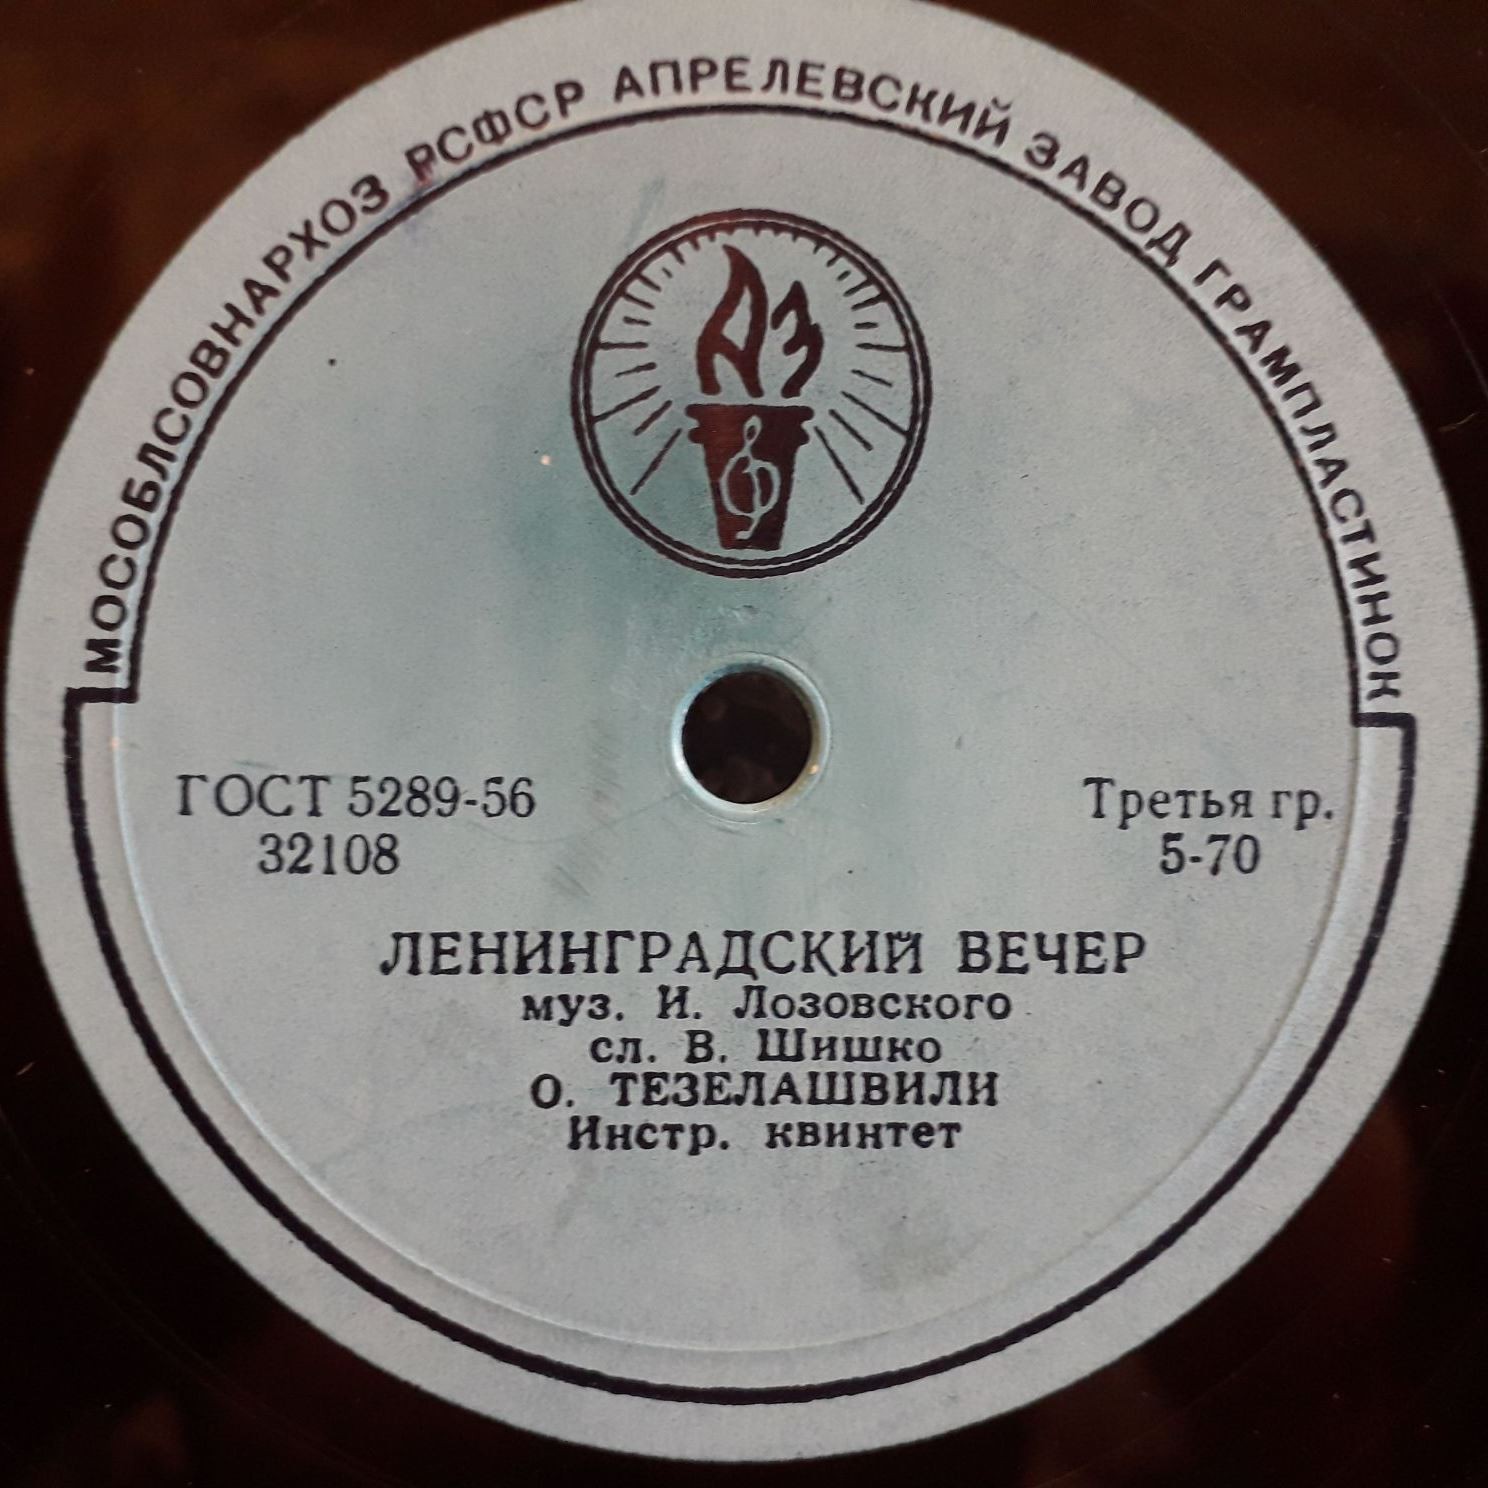 МОСОБЛСОВНАРХОЗ РСФСР АПРЕЛЕВСКИЙ ЗАВОД ГРАМПЛАСТИНОК
АЗ
ГОСТ 5289-56
32108
Третья гр.
5-70
ЛЕНИНГРАДСКИЙ ВЕЧЕР
муз. И. Лозовского
сл. В. Шишко
О. ТЕЗЕЛАШВИЛИ
Инстр. квинтет